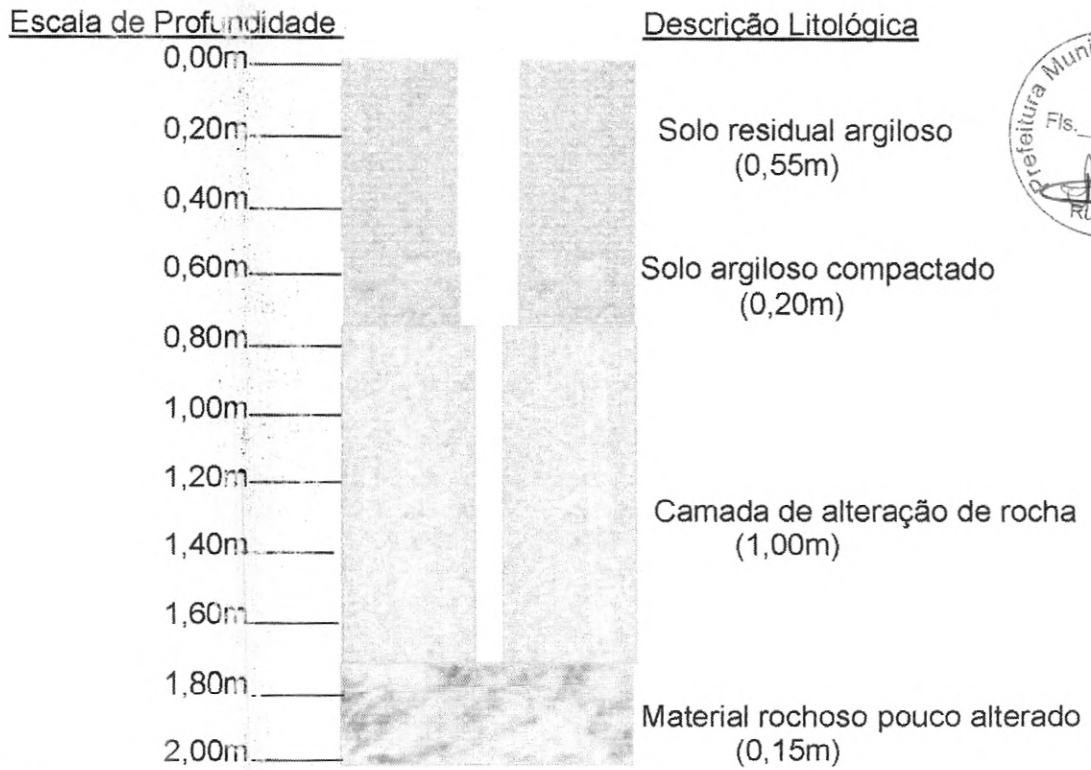 Escala de Profundidade
Descrição Litológica
0,00m
0,20m
Solo residual argiloso
(0,55m)
0,40m
0,60m
Solo argiloso compactado
(0,20m)
0,80m
1,00m
1,20m
Camada de alteração de rocha
(1,00m)
1,40m
1,60m
1,80m
Material rochoso pouco alterado
(0,15m)
2,00m
Prefeitura
Fls.